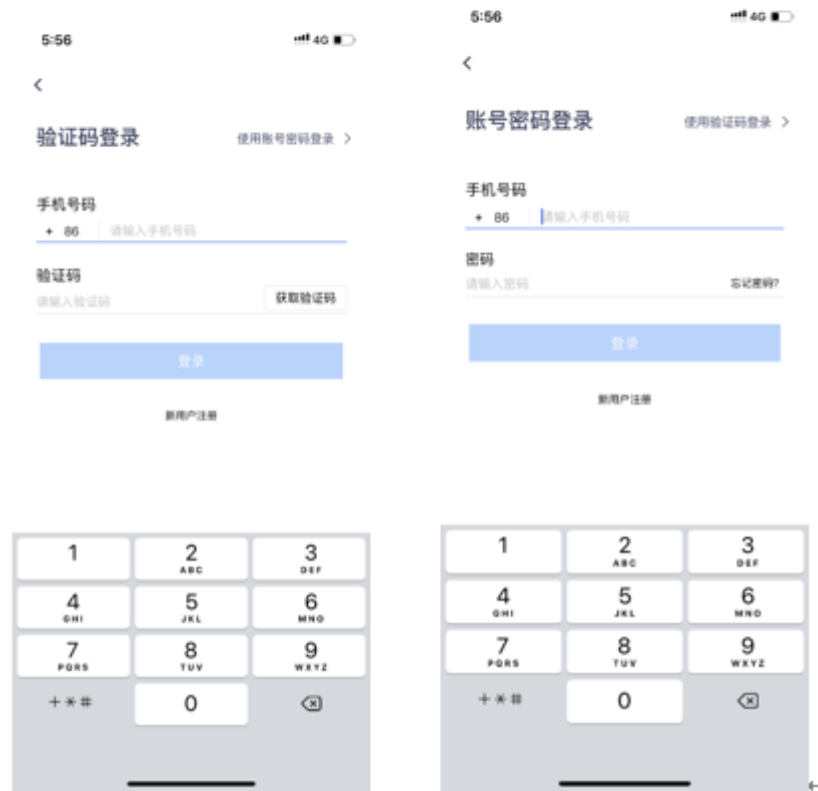 5:56
4G
验证码登录
使用账号密码登录 >
手机号码
+ 86 请输入手机号码
验证码
请输入验证码 获取验证码
登录
新用户注册
1 2 3
ABC DEF
4 5 6
GHI JKL MNO
7 8 9
PQRS TUV WXYZ
+*# 0
5:56
4G
账号密码登录
使用验证码登录 >
手机号码
+ 86 请输入手机号码
密码
请输入密码 忘记密码?
登录
新用户注册
1 2 3
ABC DEF
4 5 6
GHI JKL MNO
7 8 9
PQRS TUV WXYZ
+*# 0